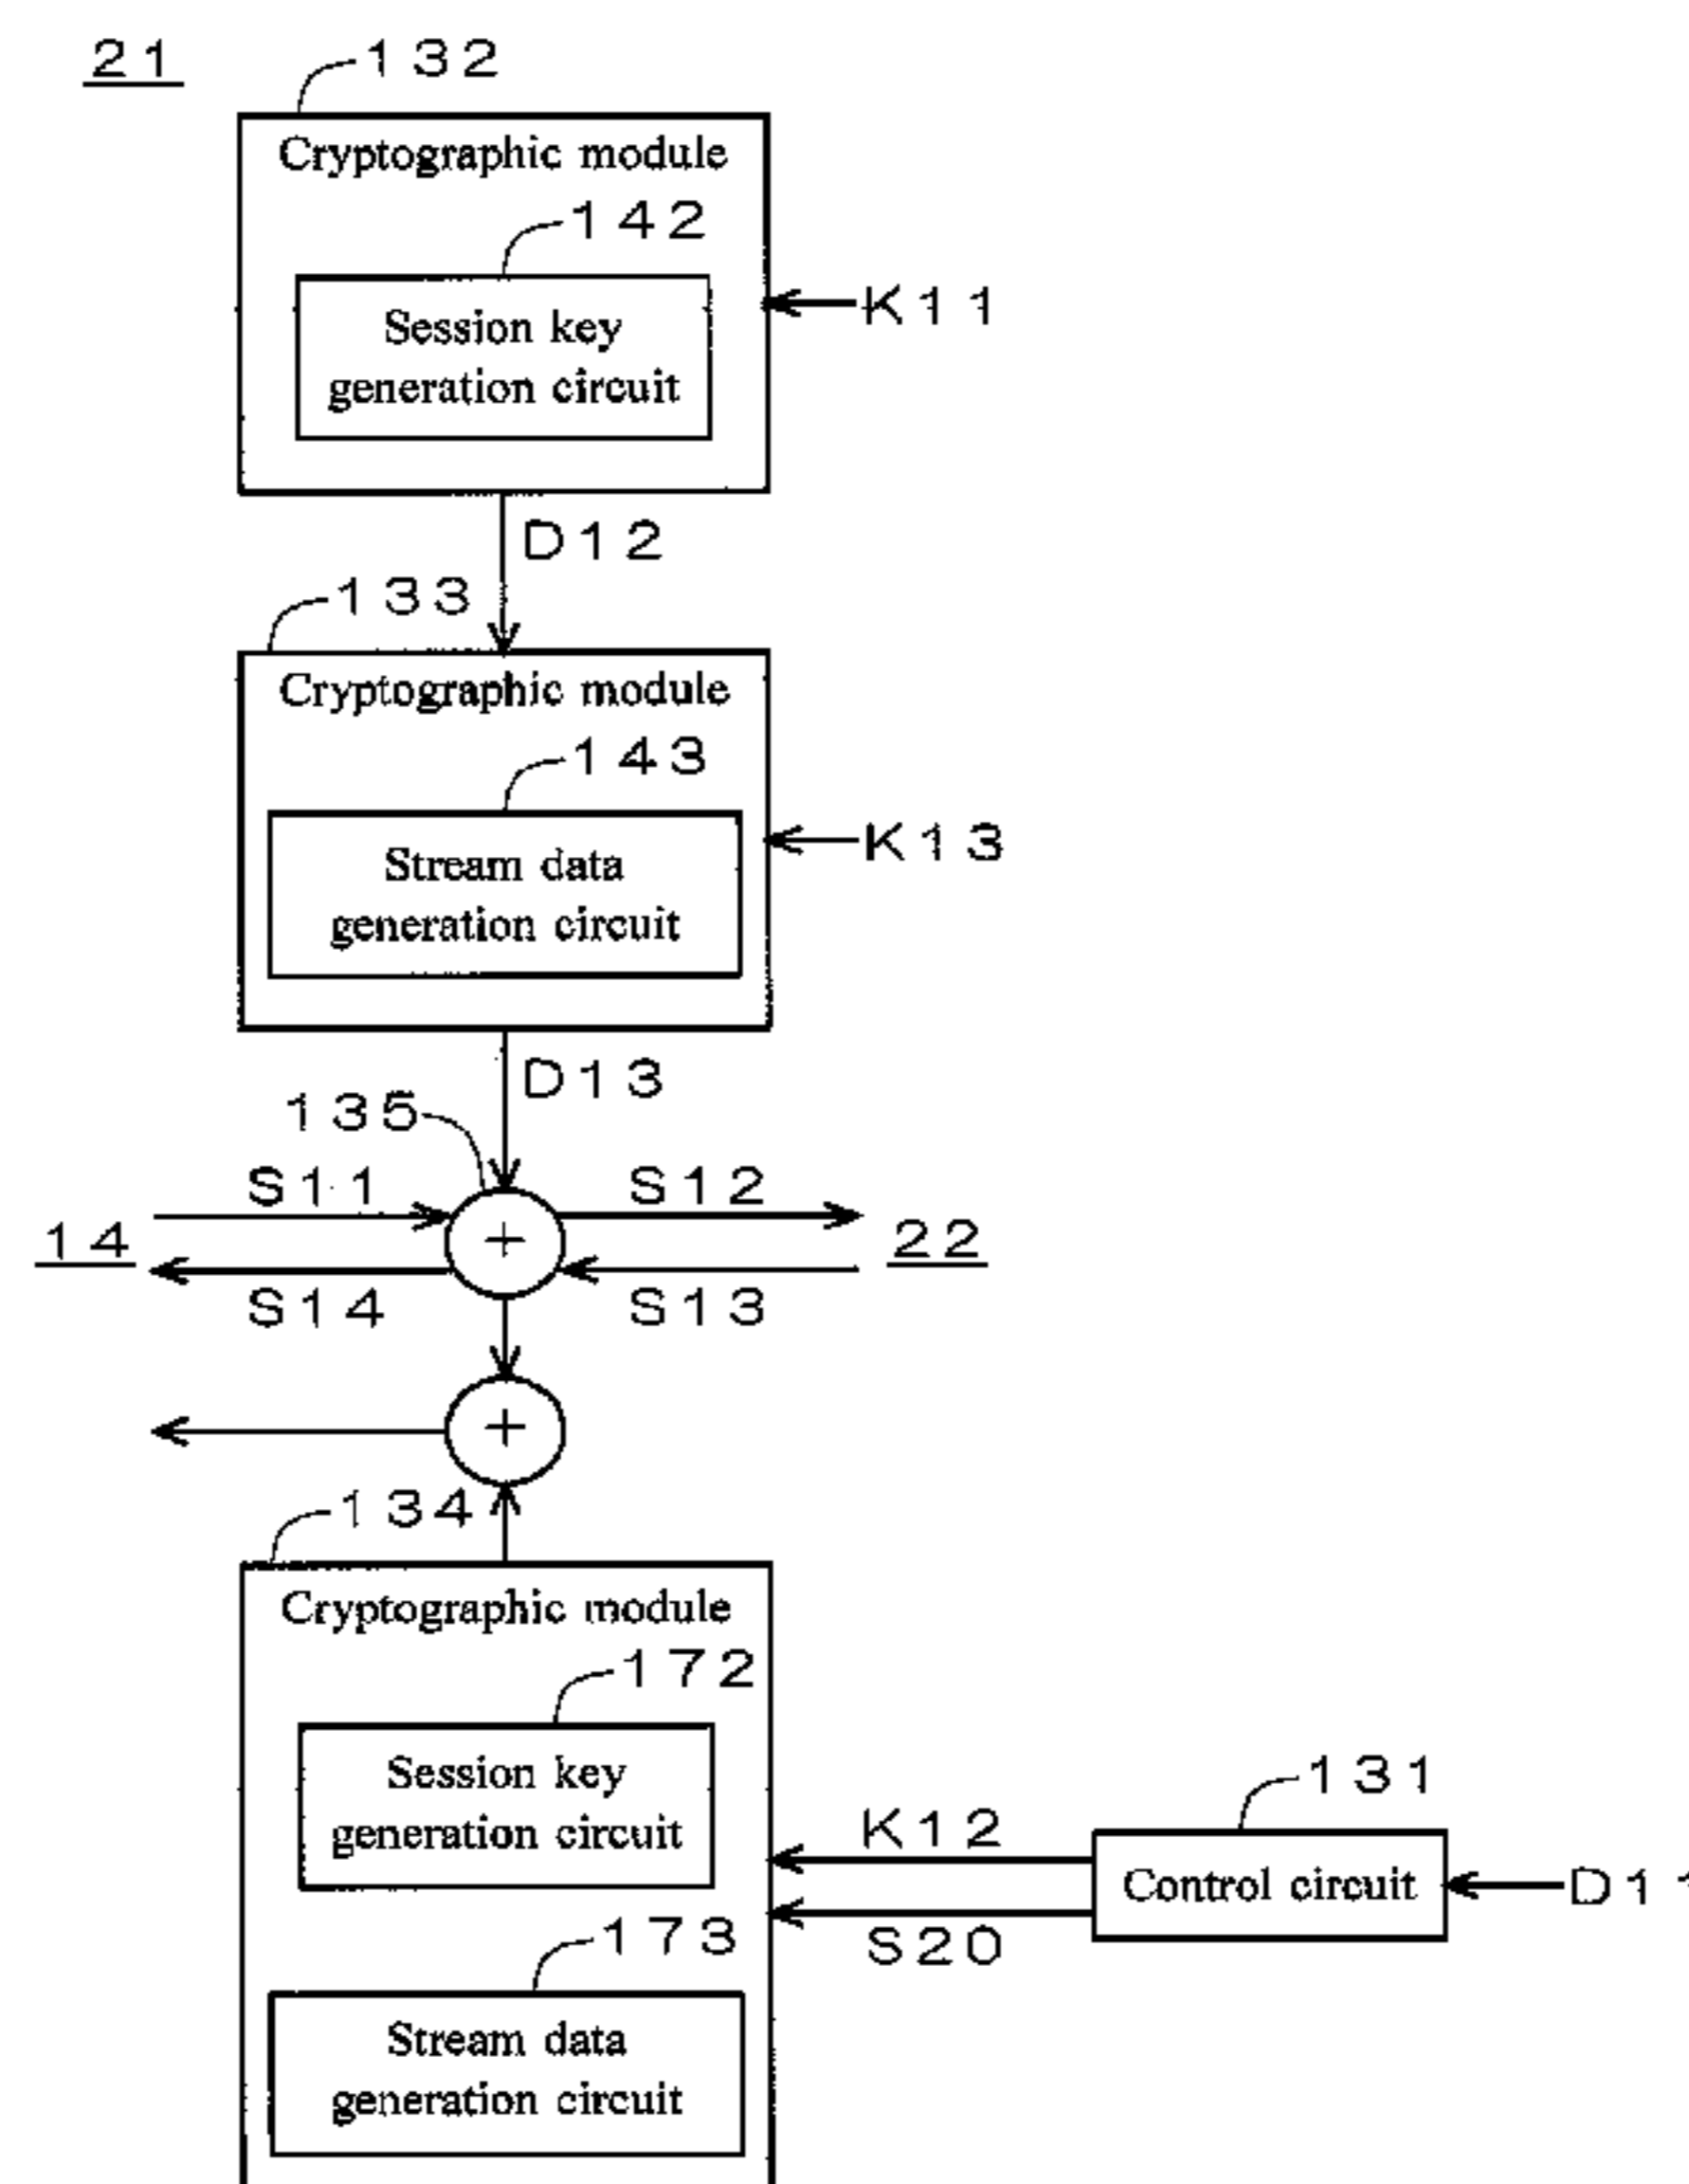 21
132
Cryptographic module
142
Session key
generation circuit
K11
D12
133
Cryptographic module
143
Stream data
generation circuit
K13
D13
135
S11
S12
14
22
S14
S13
+
+
134
Cryptographic module
172
Session key
generation circuit
131
K12
Control circuit
D11
S20
173
Stream data
generation circuit